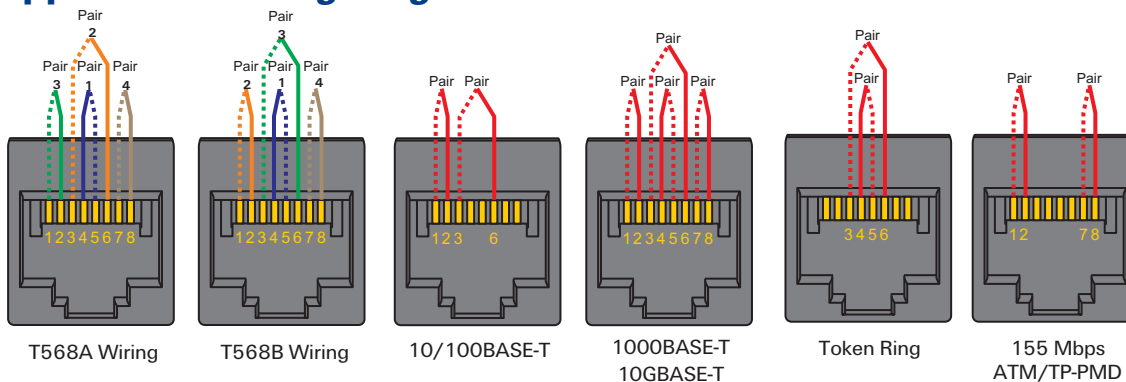 Pair
2
Pair
3
Pair
1
Pair
4
12345678
T568A Wiring
Pair
3
Pair
2
Pair
1
Pair
4
12345678
T568B Wiring
Pair
Pair
123 6
10/100BASE-T
Pair
Pair
Pair
Pair
12345678
1000BASE-T
10GBASE-T
Pair
Pair
3456
Token Ring
Pair
Pair
12 78
155 Mbps
ATM/TP-PMD